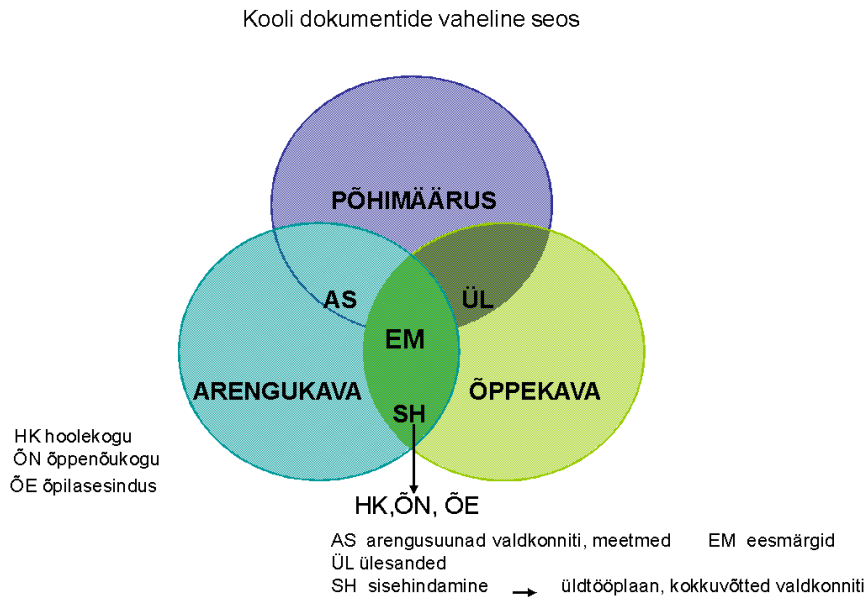 Kooli dokumentide vaheline seos
PÕHIMÄÄRUS
AS
ÜL
EM
ARENGUKAVA
ÕPPEKAVA
SH
HK hoolekogu
ÕN õppenõukogu
ÕE õpilasesindus
HK,ÕN, ÕE
AS arengusuunad valdkonniti, meetmed EM eesmärgid
ÜL ülesanded
SH sisehindamine → üldtööplaan, kokkuvõtted valdkonniti